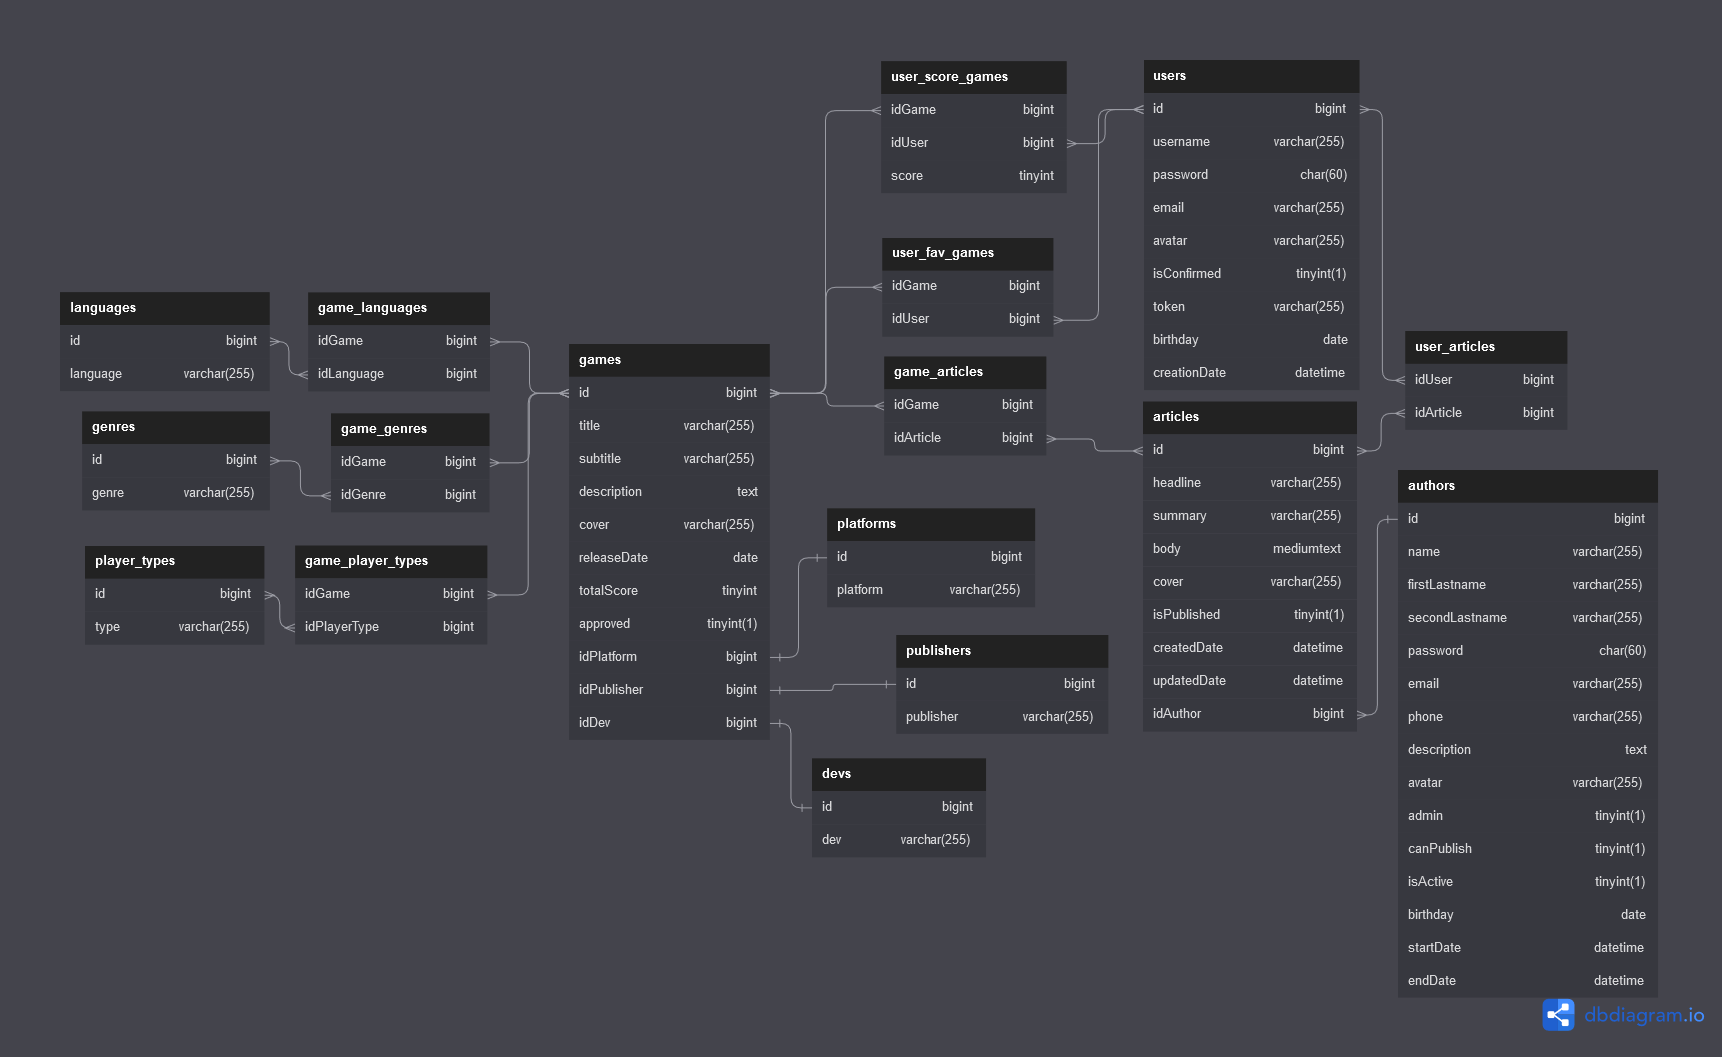 user_score_games
idGame bigint
idUser bigint
score tinyint
users
id bigint
username varchar(255)
password char(60)
email varchar(255)
avatar varchar(255)
isConfirmed tinyint(1)
token varchar(255)
birthday date
creationDate datetime
user_fav_games
idGame bigint
idUser bigint
languages
id bigint
language varchar(255)
game_languages
idGame bigint
idLanguage bigint
games
id bigint
title varchar(255)
subtitle varchar(255)
description text
cover varchar(255)
releaseDate date
totalScore tinyint
approved tinyint(1)
idPlatform bigint
idPublisher bigint
idDev bigint
game_articles
idGame bigint
idArticle bigint
user_articles
idUser bigint
idArticle bigint
genres
id bigint
genre varchar(255)
game_genres
idGame bigint
idGenre bigint
articles
id bigint
headline varchar(255)
summary varchar(255)
body mediumtext
cover varchar(255)
isPublished tinyint(1)
createdDate datetime
updatedDate datetime
idAuthor bigint
authors
id bigint
name varchar(255)
firstLastname varchar(255)
secondLastname varchar(255)
password char(60)
email varchar(255)
phone varchar(255)
description text
avatar varchar(255)
admin tinyint(1)
canPublish tinyint(1)
isActive tinyint(1)
birthday date
startDate datetime
endDate datetime
player_types
id bigint
type varchar(255)
game_player_types
idGame bigint
idPlayerType bigint
platforms
id bigint
platform varchar(255)
publishers
id bigint
publisher varchar(255)
devs
id bigint
dev varchar(255)
dbdiagram.io